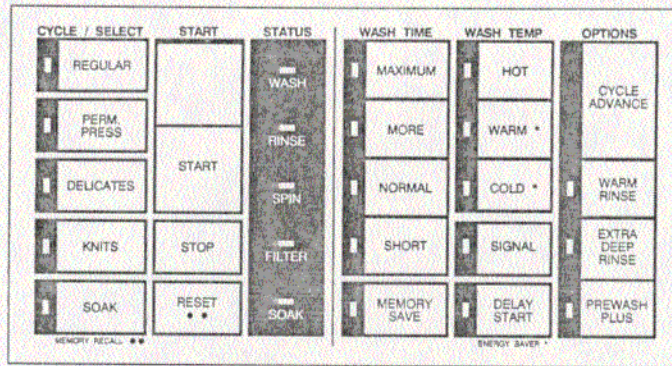 CYCLE / SELECT
REGULAR
PERM.
PRESS
DELICATES
KNITS
SOAK
MEMORY RECALL **
START
START
STOP
RESET
**
STATUS
WASH
RINSE
SPIN
FILTER
SOAK
WASH TIME
MAXIMUM
MORE
NORMAL
SHORT
MEMORY
SAVE
WASH TEMP
HOT
WARM *
COLD *
SIGNAL
DELAY
START
ENERGY SAVER *
OPTIONS
CYCLE
ADVANCE
WARM
RINSE
EXTRA
DEEP
RINSE
PREWASH
PLUS